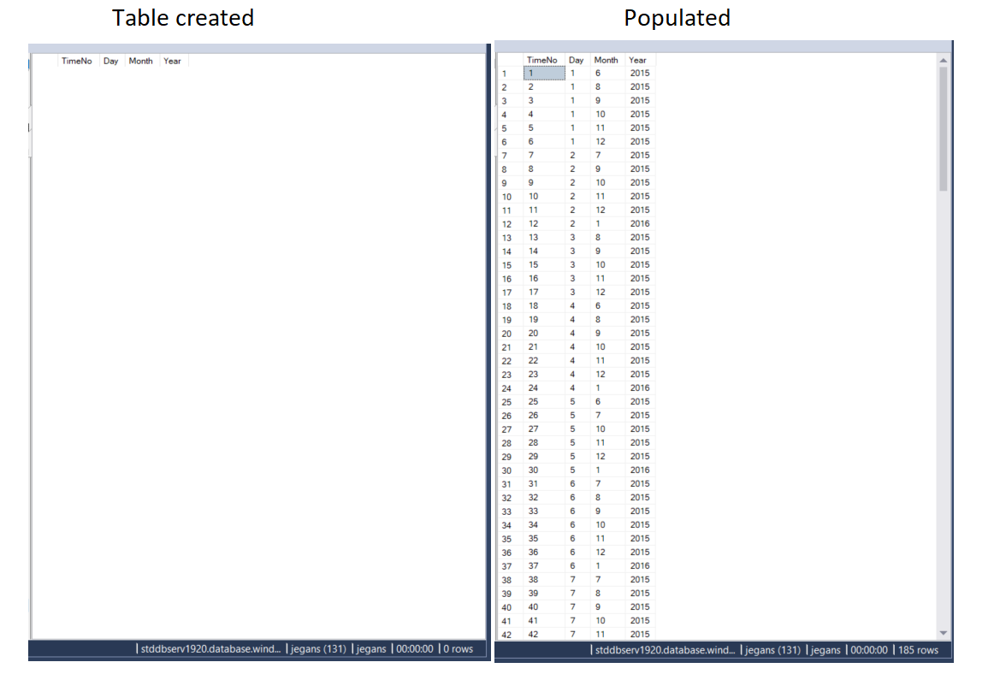 Table created
Populated
TimeNo Day Month Year
TimeNo Day Month Year
1 1 1 6 2015
2 2 1 8 2015
3 3 1 9 2015
4 4 1 10 2015
5 5 1 11 2015
6 6 1 12 2015
7 7 2 7 2015
8 8 2 9 2015
9 9 2 10 2015
10 10 2 11 2015
11 11 2 12 2015
12 12 2 1 2016
13 13 3 8 2015
14 14 3 9 2015
15 15 3 10 2015
16 16 3 11 2015
17 17 3 12 2015
18 18 4 6 2015
19 19 4 8 2015
20 20 4 9 2015
21 21 4 10 2015
22 22 4 11 2015
23 23 4 12 2015
24 24 4 1 2016
25 25 5 6 2015
26 26 5 7 2015
27 27 5 10 2015
28 28 5 11 2015
29 29 5 12 2015
30 30 5 1 2016
31 31 6 7 2015
32 32 6 8 2015
33 33 6 9 2015
34 34 6 10 2015
35 35 6 11 2015
36 36 6 12 2015
37 37 6 1 2016
38 38 7 7 2015
39 39 7 8 2015
40 40 7 9 2015
41 41 7 10 2015
42 42 7 11 2015
stddbserv1920.database.wind... jegans (131) jegans 00:00:00 0 rows
stddbserv1920.database.wind... jegans (131) jegans 00:00:00 185 rows